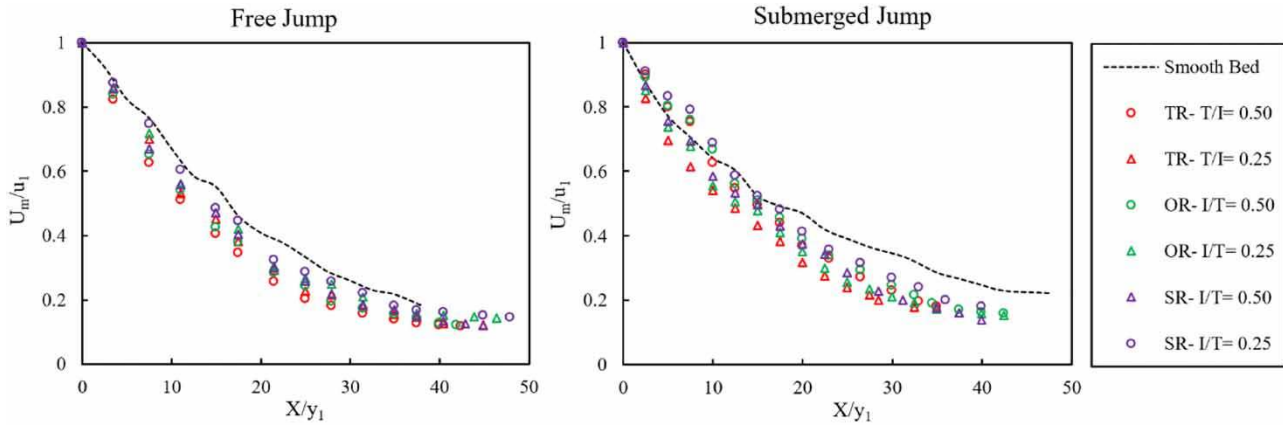 Free Jump
Submerged Jump
1
0.8
0.6
0.4
0.2
0
Um/u1
0 10 20 30 40 50
X/y1
1
0.8
0.6
0.4
0.2
0
Um/u1
0 10 20 30 40 50
X/y1
Smooth Bed
TR- T/I= 0.50
TR- T/I= 0.25
OR- I/T= 0.50
OR- I/T= 0.25
SR- I/T= 0.50
SR- I/T= 0.25